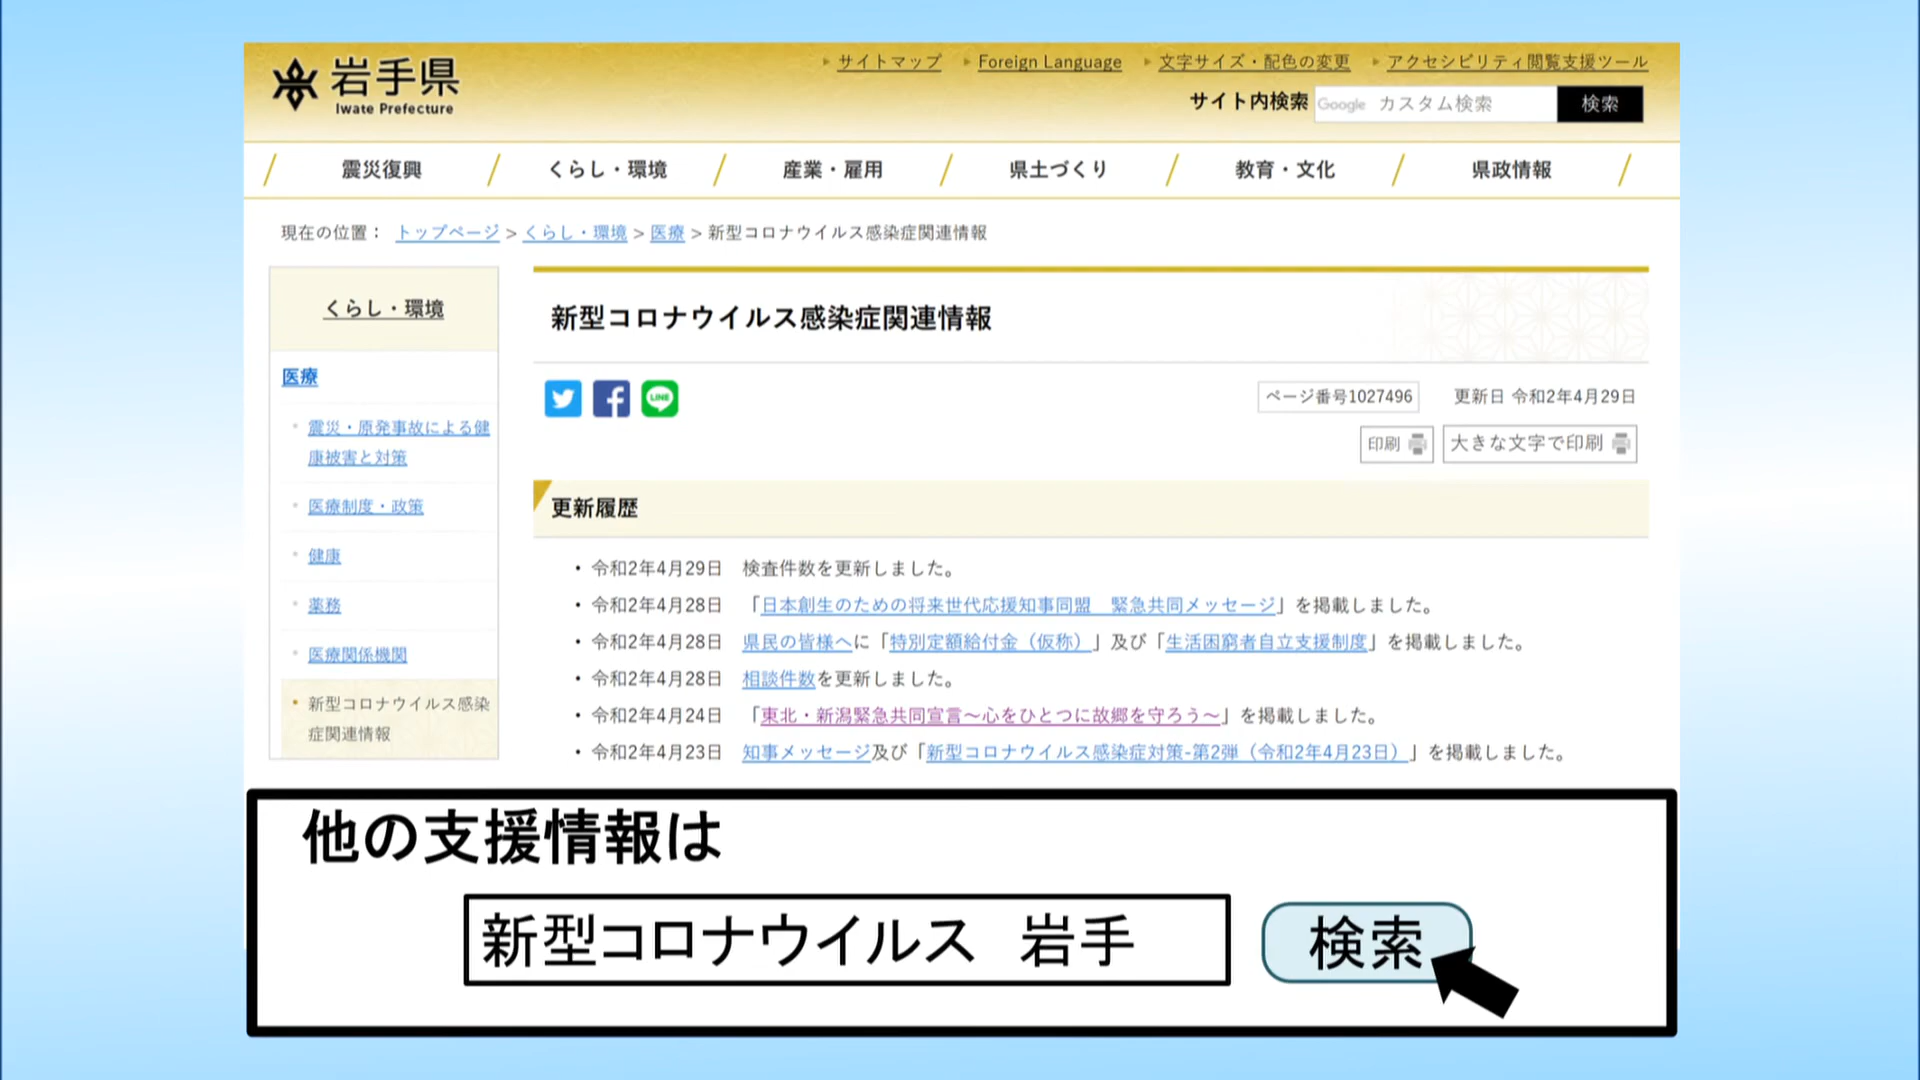 岩手県
Iwate Prefecture
サイトマップ Foreign Language 文字サイズ・配色の変更 アクセシビリティ閲覧支援ツール
サイト内検索 Google カスタム検索 検索
震災復興 くらし・環境 産業・雇用 県土づくり 教育・文化 県政情報
現在の位置： トップページ > くらし・環境 > 医療 > 新型コロナウイルス感染症関連情報
くらし・環境
医療
震災・原発事故による健
康被害と対策
医療制度・政策
健康
薬務
医療関係機関
新型コロナウイルス感染
症関連情報
新型コロナウイルス感染症関連情報
LINE
ページ番号1027496 更新日 令和2年4月29日
印刷 大きな文字で印刷
更新履歴
・令和2年4月29日 検査件数を更新しました。
・令和2年4月28日 「日本創生のための将来世代応援知事同盟　緊急共同メッセージ」を掲載しました。
・令和2年4月28日 県民の皆様へに「特別定額給付金（仮称）」及び「生活困窮者自立支援制度」を掲載しました。
・令和2年4月28日 相談件数を更新しました。
・令和2年4月24日 「東北・新潟緊急共同宣言～心をひとつに故郷を守ろう～」を掲載しました。
・令和2年4月23日 知事メッセージ及び「新型コロナウイルス感染症対策-第2弾（令和2年4月23日）」を掲載しました。
他の支援情報は
新型コロナウイルス　岩手 検索